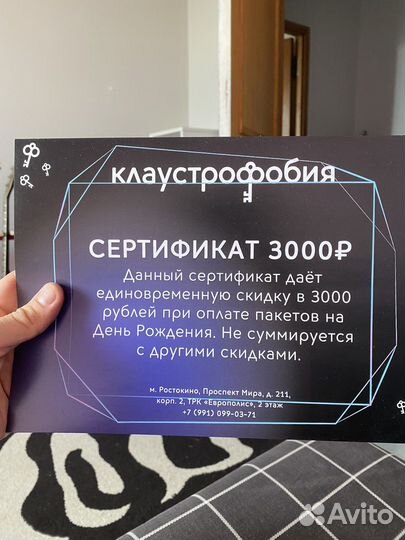 клаустрофобия
СЕРТИФИКАТ 3000₽
Данный сертификат даёт
единовременную скидку в 3000
рублей при оплате пакетов на
День Рождения. Не суммируется
с другими скидками.
м. Ростокино, Проспект Мира, д. 211,
корп. 2, ТРК «Европолис», 2 этаж
+7 (991) 099-03-71
Avito